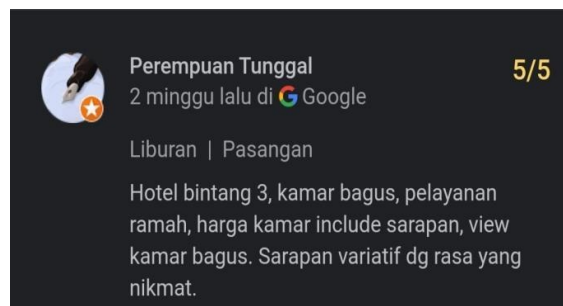 Perempuan Tunggal
5/5
2 minggu lalu di Google
Liburan | Pasangan
Hotel bintang 3, kamar bagus, pelayanan
ramah, harga kamar include sarapan, view
kamar bagus. Sarapan variatif dg rasa yang
nikmat.